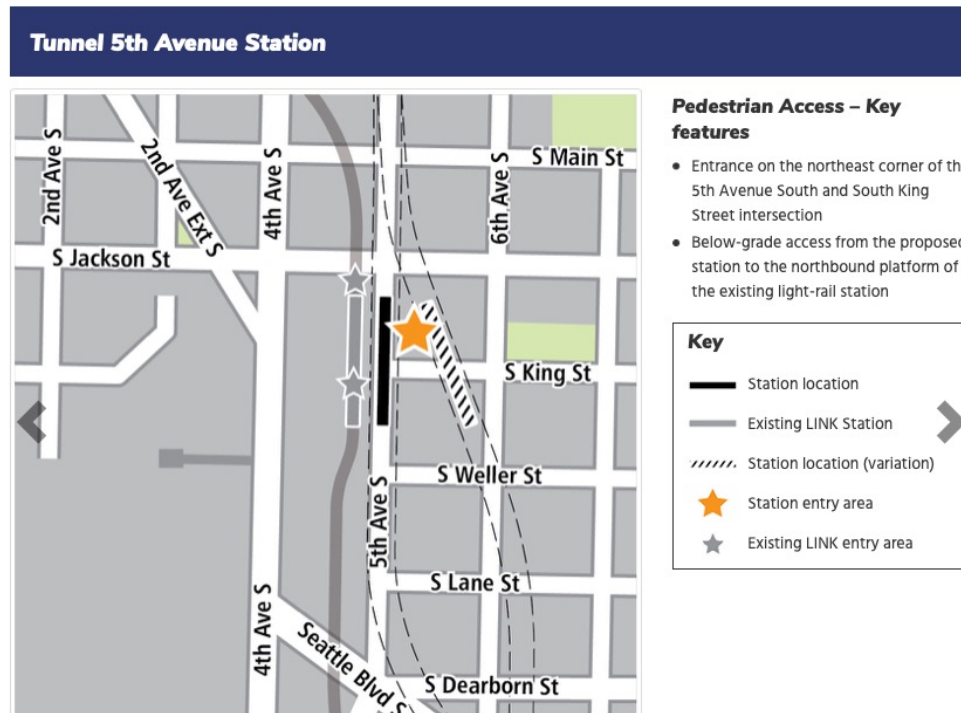 Tunnel 5th Avenue Station
2nd Ave S
2nd Ave Ext S
4th Ave S
6th Ave S
S Main St
S Jackson St
S King St
S Weller St
5th Ave S
S Lane St
4th Ave S
Seattle Blvd S
S Dearborn St
Pedestrian Access – Key
features
• Entrance on the northeast corner of th
5th Avenue South and South King
Street intersection
• Below-grade access from the proposed
station to the northbound platform of
the existing light-rail station
Key
Station location
Existing LINK Station
Station location (variation)
Station entry area
Existing LINK entry area